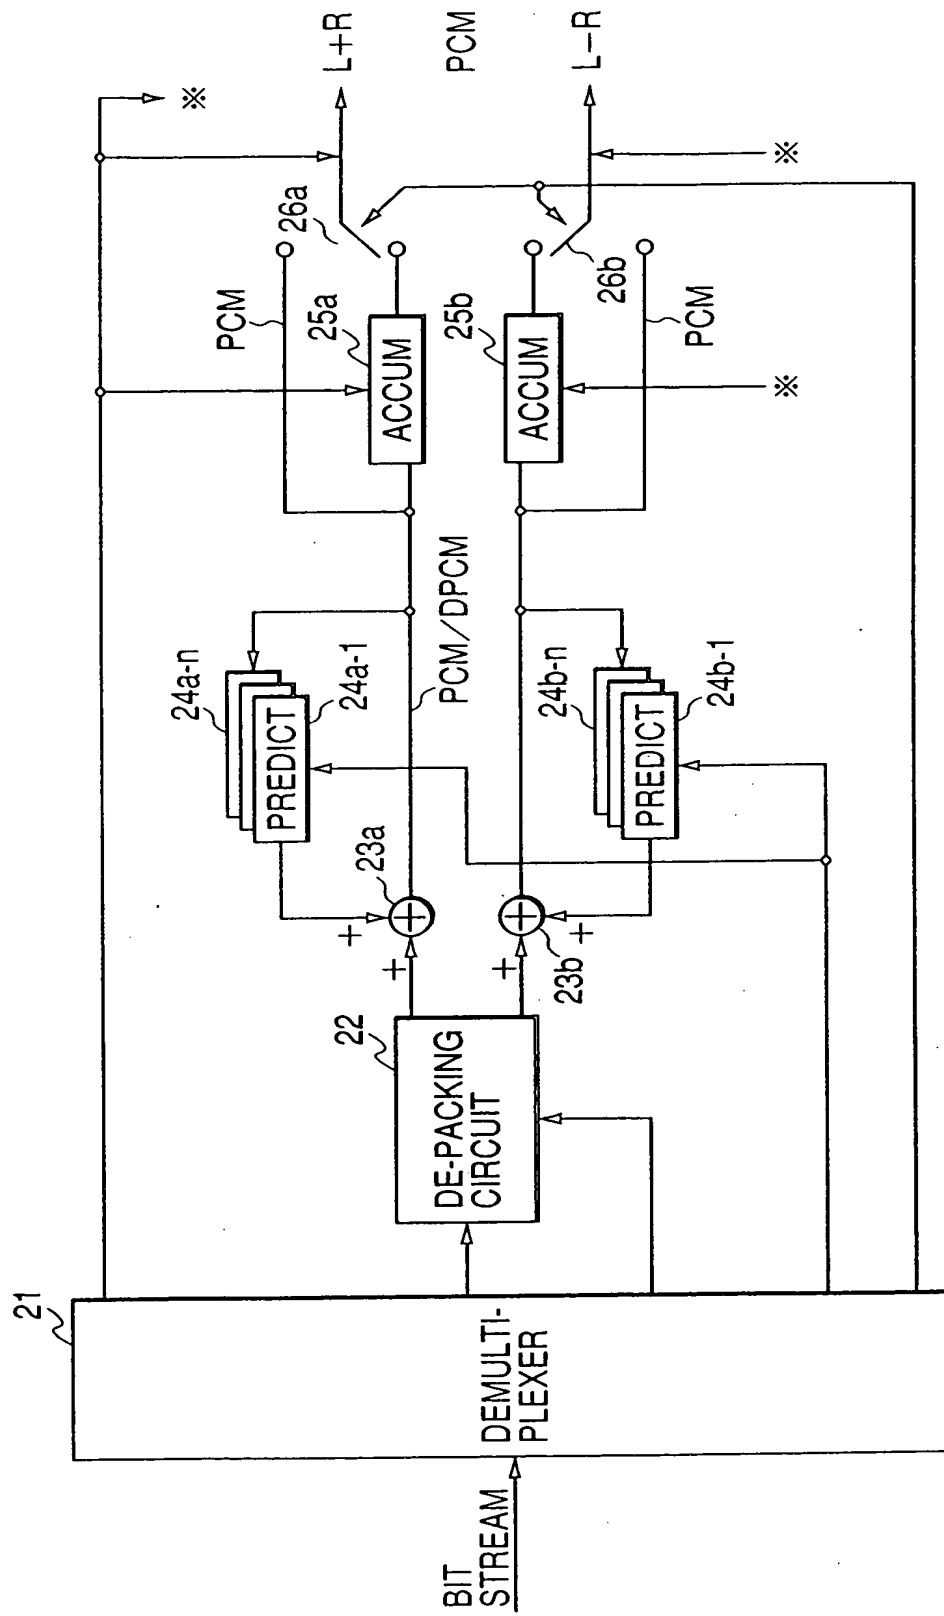 BIT
STREAM
21
DEMULTI-
PLEXER
22
DE-PACKING
CIRCUIT
+
+
23a
+
+
+
+
23b
24a-n
24a-1
PREDICT
PCM/DPCM
24b-n
24b-1
PREDICT
PCM
25a
ACCUM
25b
ACCUM
PCM
26a
26b
※
※
※
L+R
PCM
L−R